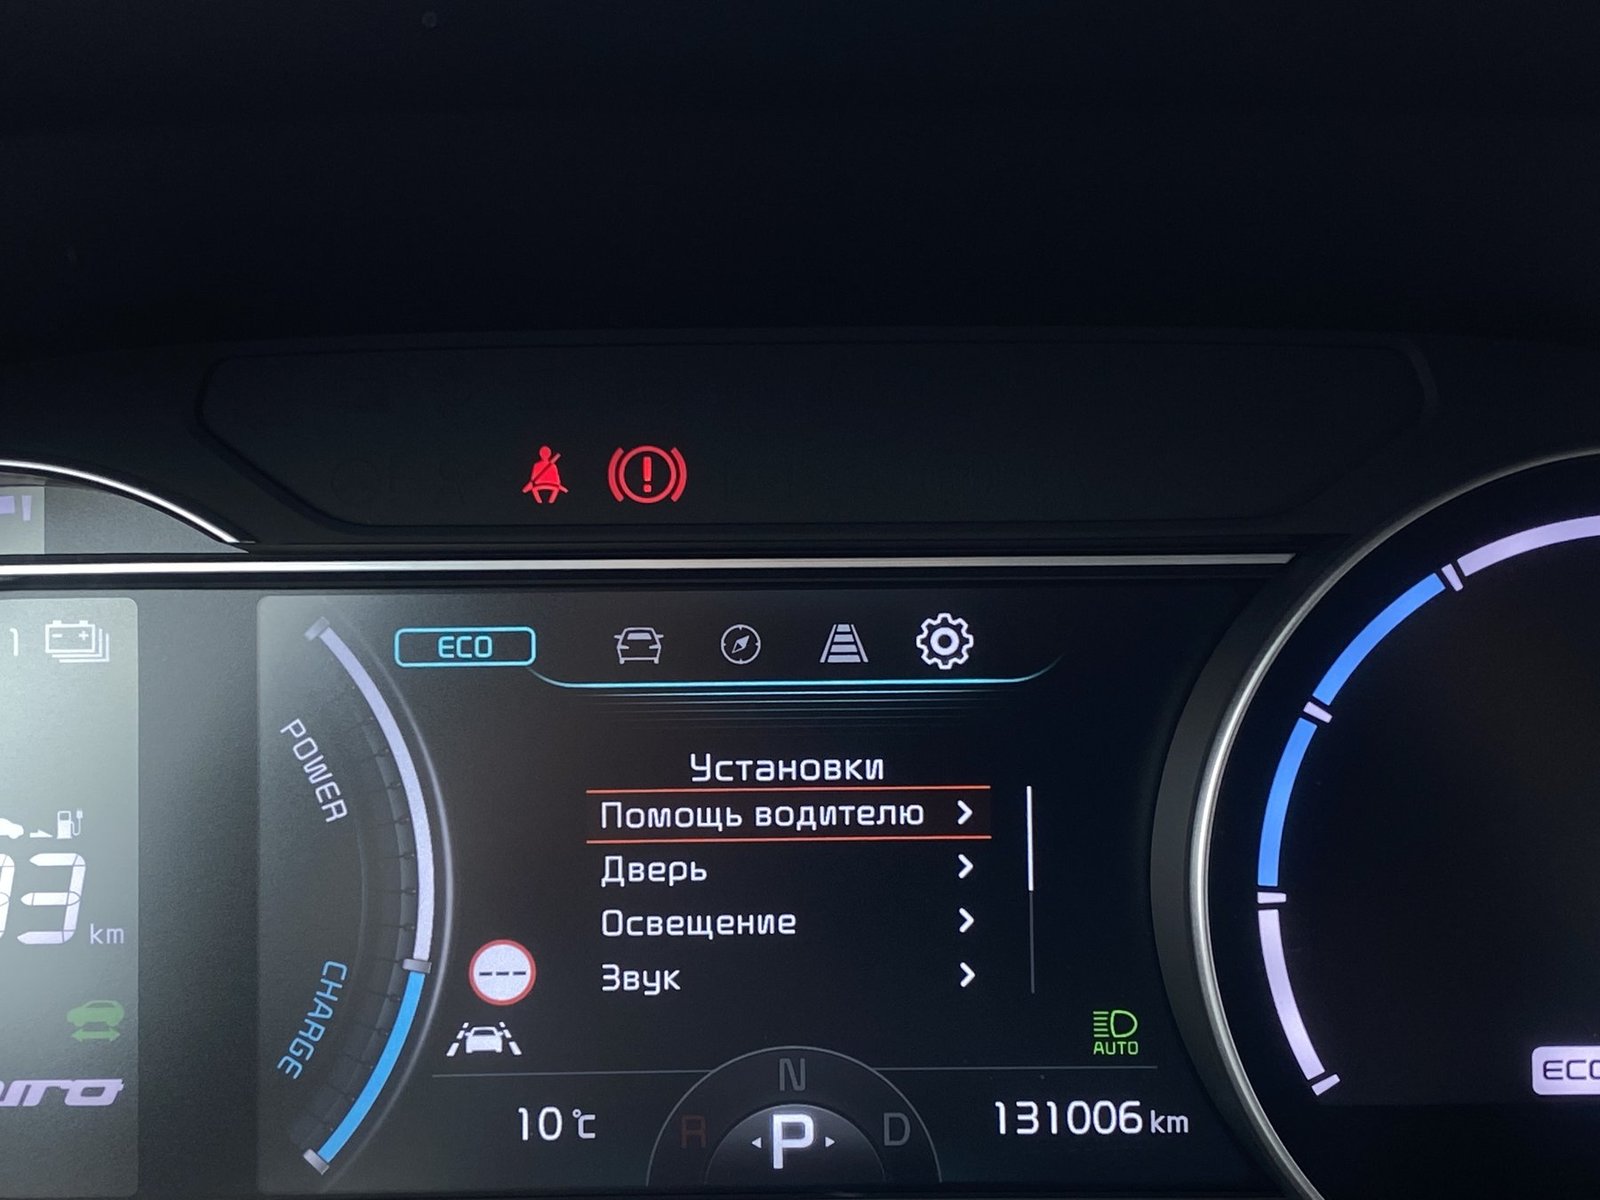 ECO
POWER
Установки
Помощь водителю
Дверь
Освещение
Звук
km
CHARGE
---
AUTO
ECO
N
R
P
D
10°C
131006 km